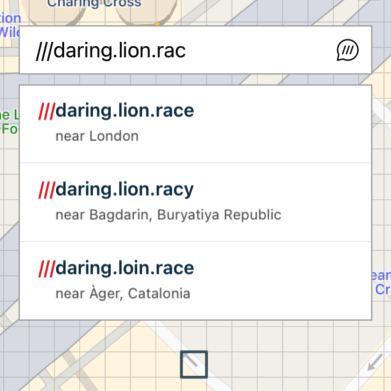 Charing Cross
///daring.lion.rac
///daring.lion.race
near London
///daring.lion.racy
near Bagdarin, Buryatiya Republic
///daring.loin.race
near Àger, Catalonia